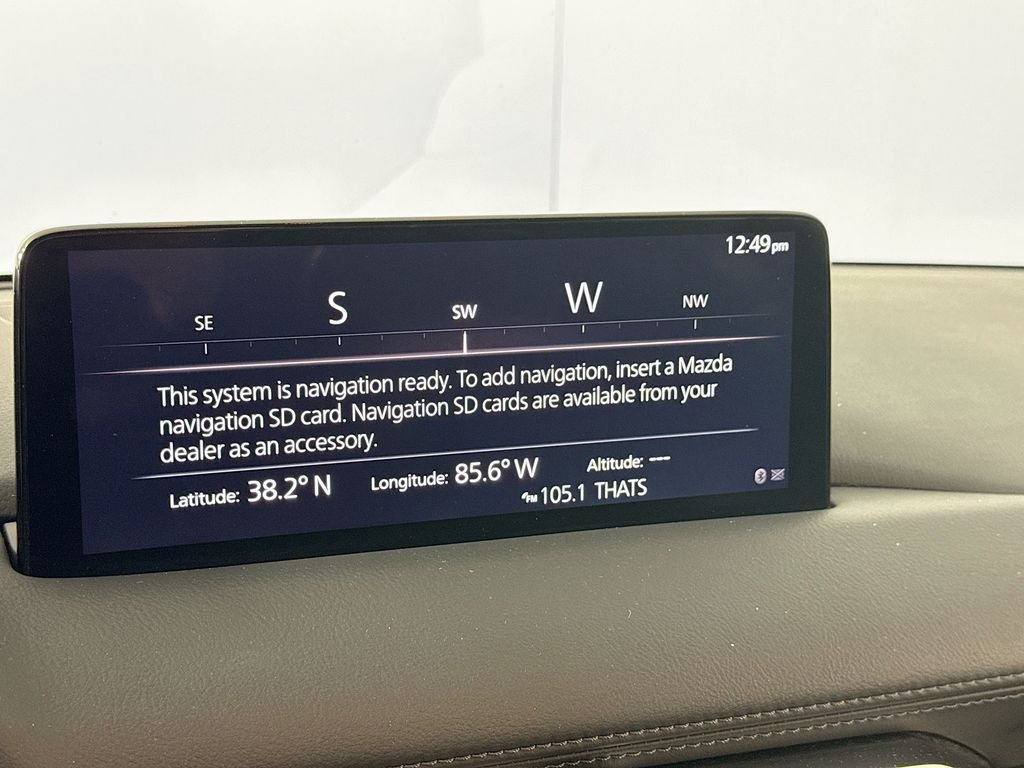 12:49pm
SE S SW W NW
This system is navigation ready. To add navigation, insert a Mazda
navigation SD card. Navigation SD cards are available from your
dealer as an accessory.
Latitude: 38.2° N Longitude: 85.6° W Altitude: ---
FM 105.1 THATS